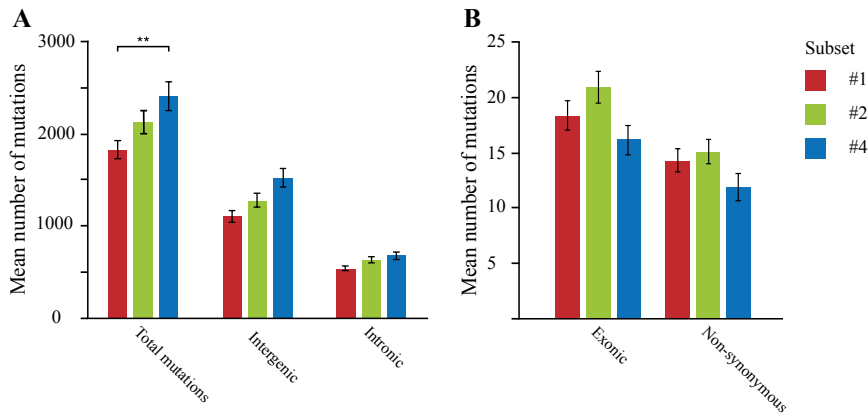 A
Mean number of mutations
3000
2000
1000
0
**
Total mutations
Intergenic
Intronic
B
Mean number of mutations
25
20
15
10
5
Exonic
Non-synonymous
Subset
#1
#2
#4